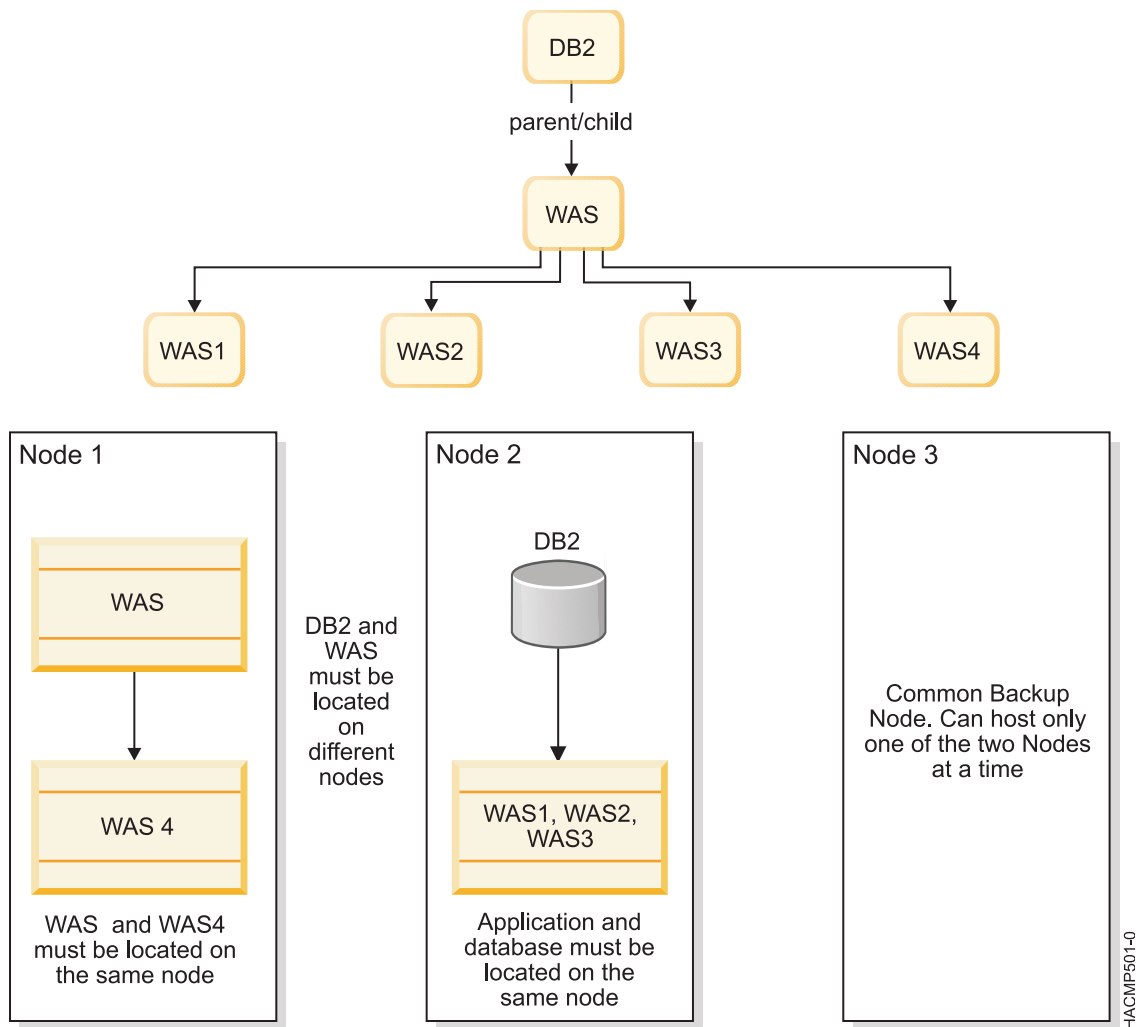 DB2
parent/child
WAS
WAS1
WAS2
WAS3
WAS4
Node 1
WAS
WAS 4
WAS and WAS4
must be located on
the same node
DB2 and
WAS
must be
located
on
different
nodes
Node 2
DB2
WAS1, WAS2,
WAS3
Application and
database must be
located on the
same node
Node 3
Common Backup
Node. Can host only
one of the two Nodes
at a time
HACMP501-0